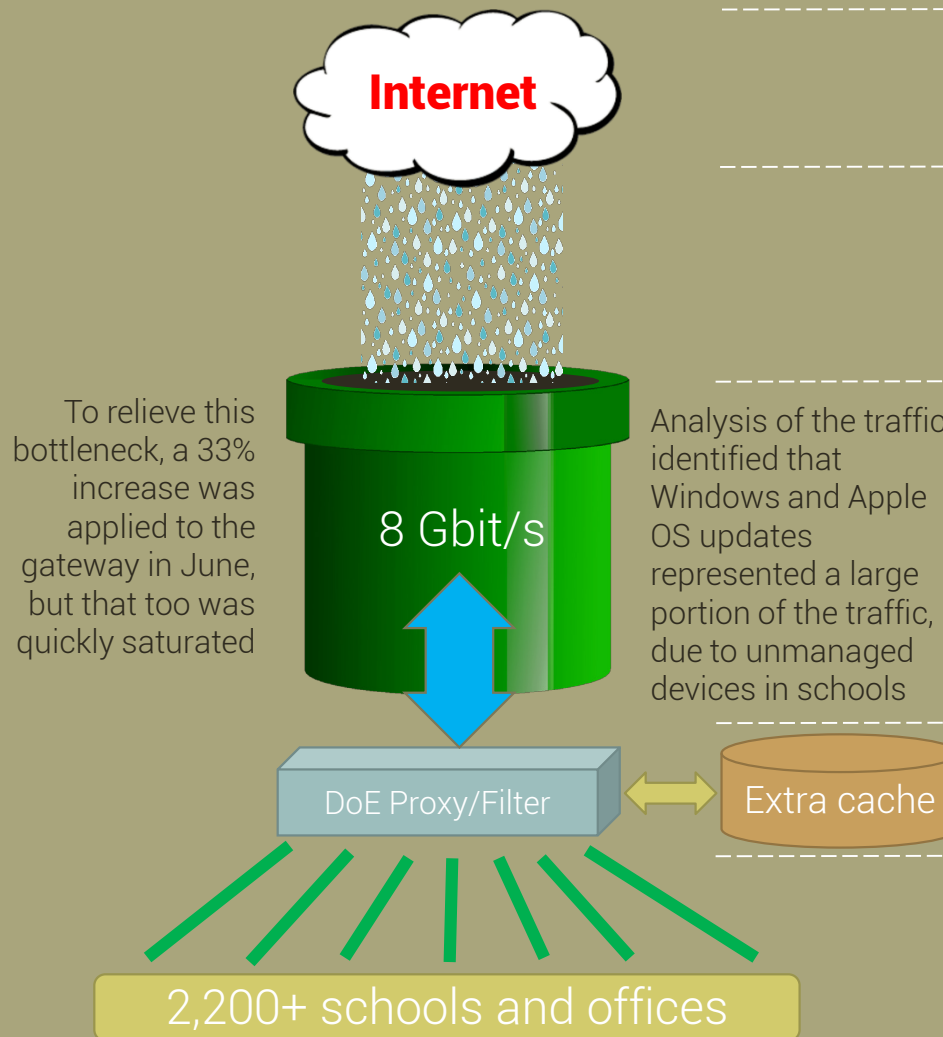 Internet
To relieve this
bottleneck, a 33%
increase was
applied to the
gateway in June,
but that too was
quickly saturated
8 Gbit/s
Analysis of the traffic
identified that
Windows and Apple
OS updates
represented a large
portion of the traffic,
due to unmanaged
devices in schools
DoE Proxy/Filter
Extra cache
2,200+ schools and offices